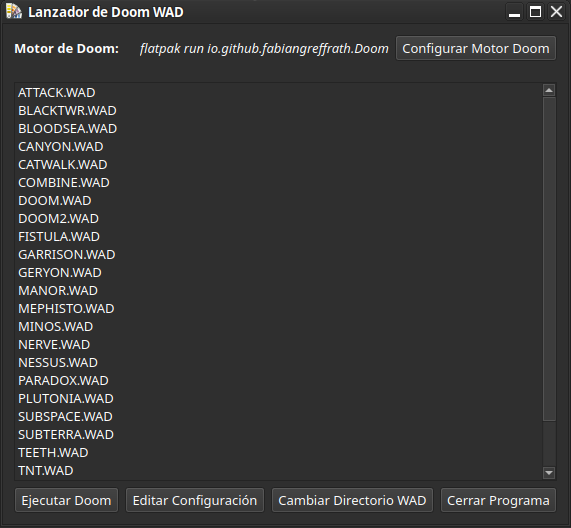 Lanzador de Doom WAD
Motor de Doom: flatpak run io.github.fabiangreffrath.Doom Configurar Motor Doom
ATTACK.WAD
BLACKTWR.WAD
BLOODSEA.WAD
CANYON.WAD
CATWALK.WAD
COMBINE.WAD
DOOM.WAD
DOOM2.WAD
FISTULA.WAD
GARRISON.WAD
GERYON.WAD
MANOR.WAD
MEPHISTO.WAD
MINOS.WAD
NERVE.WAD
NESSUS.WAD
PARADOX.WAD
PLUTONIA.WAD
SUBSPACE.WAD
SUBTERRA.WAD
TEETH.WAD
TNT.WAD
Ejecutar Doom Editar Configuración Cambiar Directorio WAD Cerrar Programa